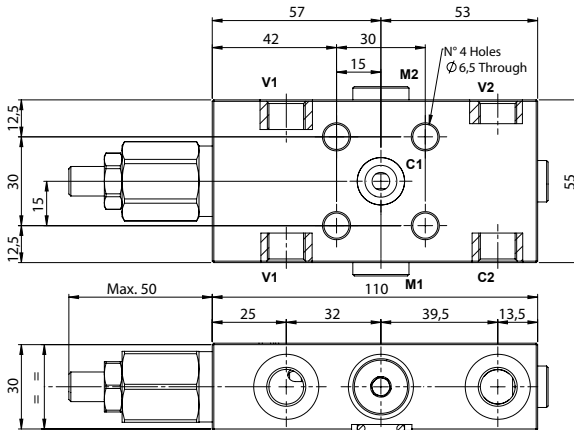 57
53
42
30
N° 4 Holes
Ø 6,5 Through
15
V1
M2
V2
12,5
30
15
12,5
C1
55
V1
M1
C2
Max. 50
110
25
32
39,5
13,5
30
= =